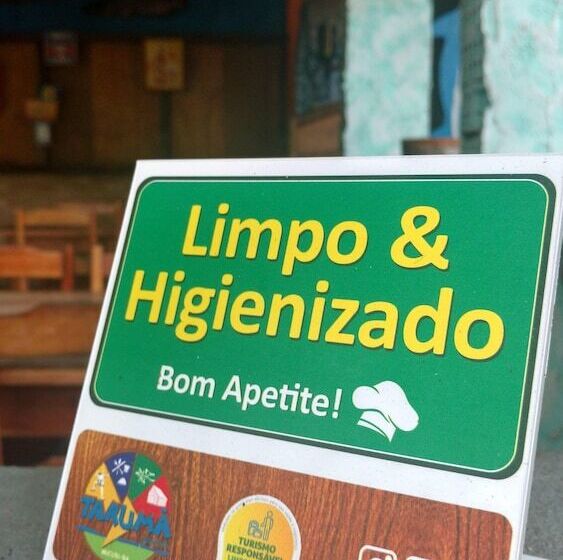 Limpo &
Higienizado
Bom Apetite!
TARUMÃ
TURISMO
RESPONSÁVEL